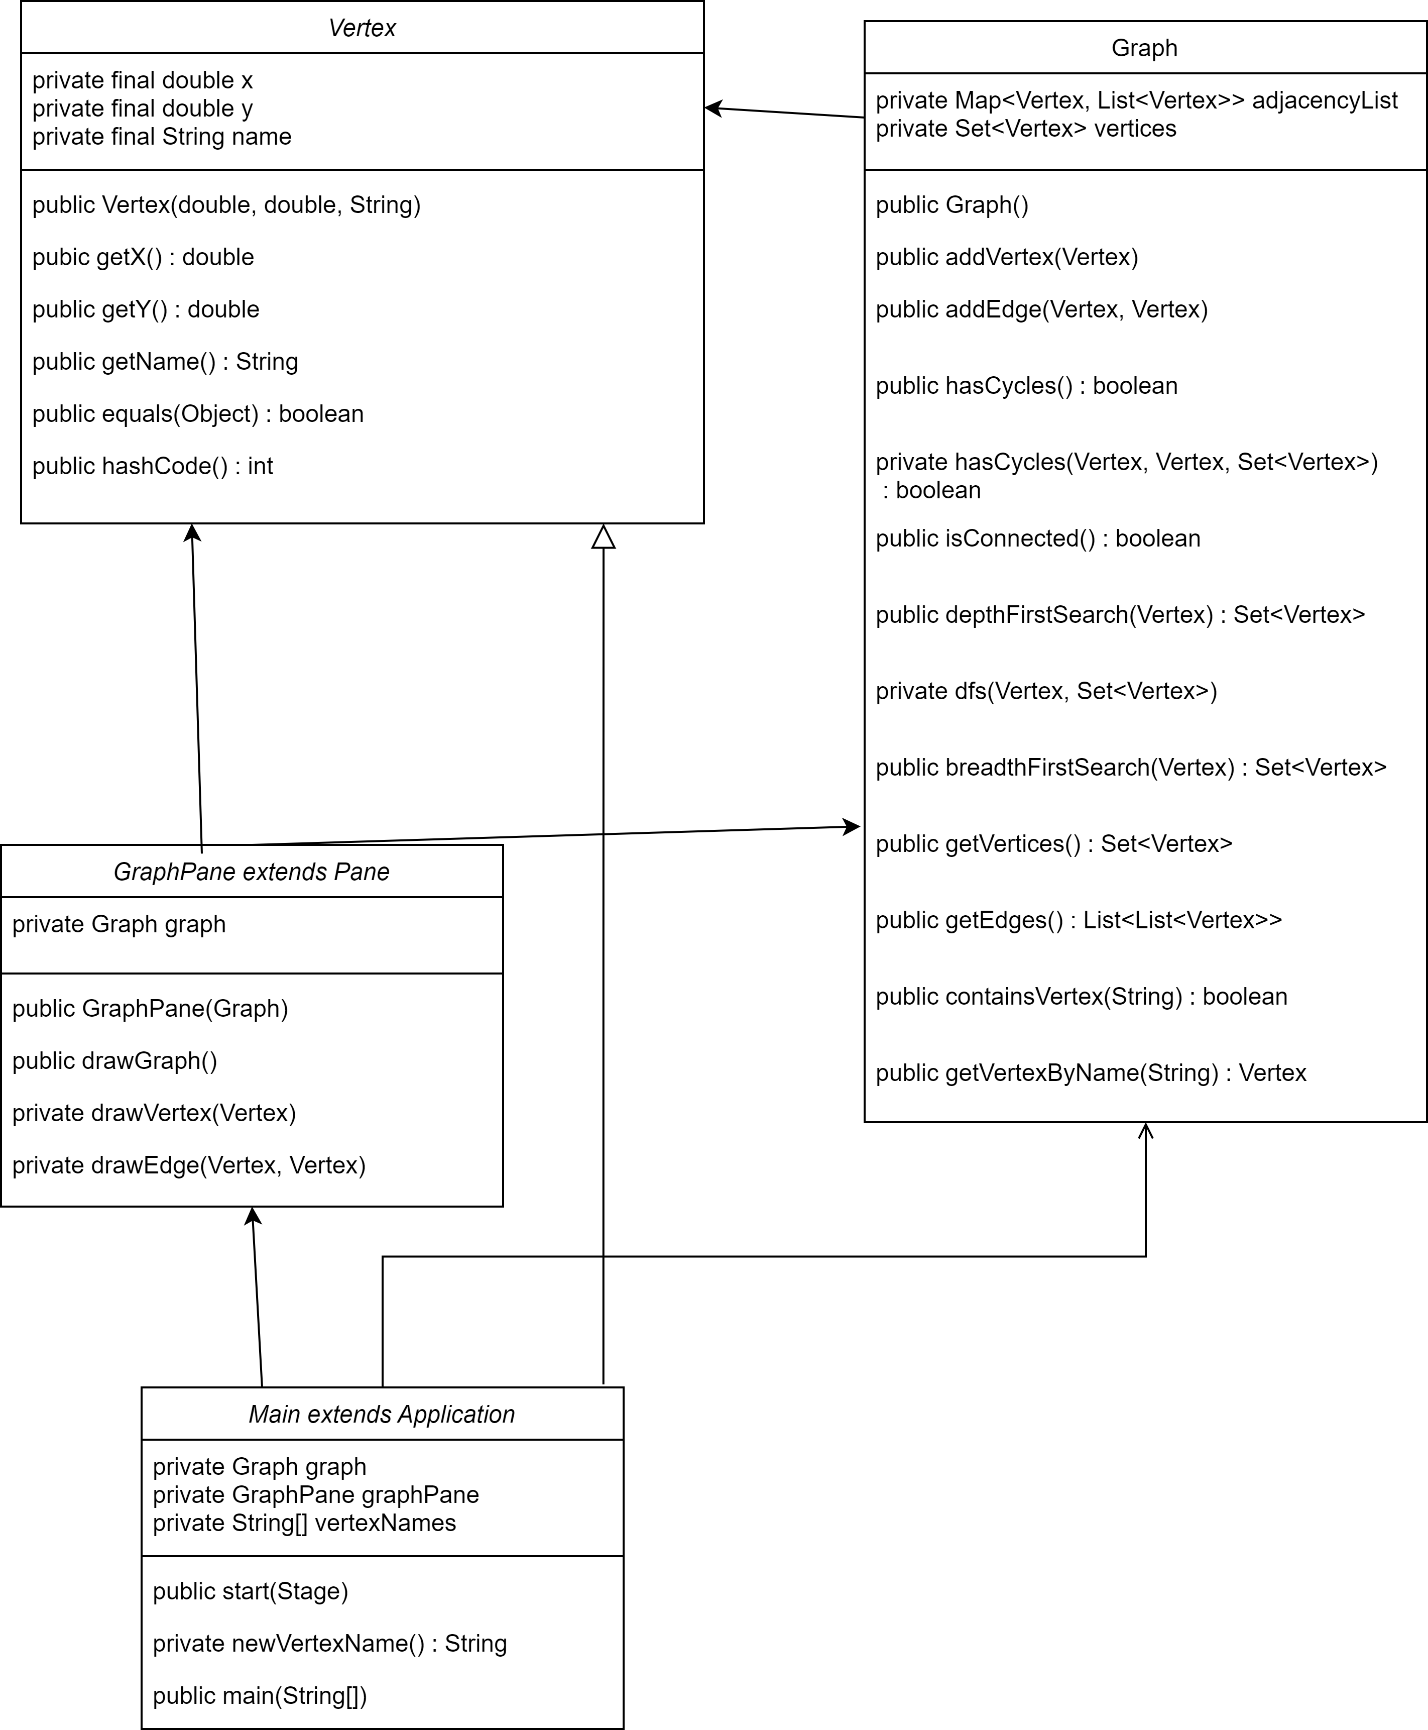 Vertex
private final double x
private final double y
private final String name
public Vertex(double, double, String)
pubic getX() : double
public getY() : double
public getName() : String
public equals(Object) : boolean
public hashCode() : int
Graph
private Map<Vertex, List<Vertex>> adjacencyList
private Set<Vertex> vertices
public Graph()
public addVertex(Vertex)
public addEdge(Vertex, Vertex)
public hasCycles() : boolean
private hasCycles(Vertex, Vertex, Set<Vertex>)
: boolean
public isConnected() : boolean
public depthFirstSearch(Vertex) : Set<Vertex>
private dfs(Vertex, Set<Vertex>)
public breadthFirstSearch(Vertex) : Set<Vertex>
public getVertices() : Set<Vertex>
public getEdges() : List<List<Vertex>>
public containsVertex(String) : boolean
public getVertexByName(String) : Vertex
GraphPane extends Pane
private Graph graph
public GraphPane(Graph)
public drawGraph()
private drawVertex(Vertex)
private drawEdge(Vertex, Vertex)
Main extends Application
private Graph graph
private GraphPane graphPane
private String[] vertexNames
public start(Stage)
private newVertexName() : String
public main(String[])